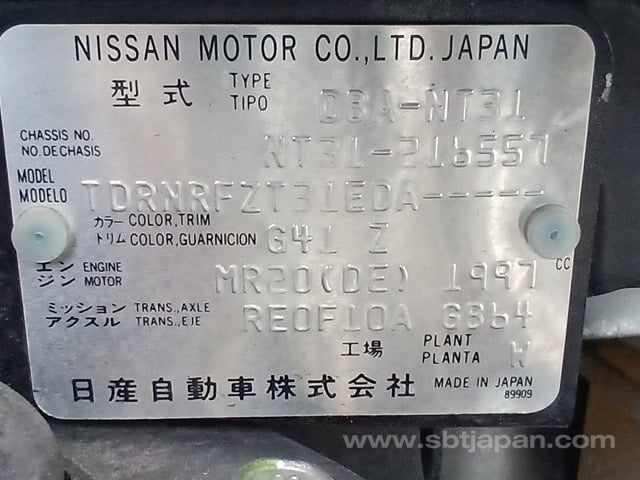 NISSAN MOTOR CO.,LTD. JAPAN
型式 TYPE TIPO DBA-NT31
CHASSIS NO. NO. DE CHASIS NT31-216557
MODEL MODELO TDRNRFZT31EDA-----
カラー COLOR,TRIM トリム COLOR,GUARNICION G41 Z
エンジン ENGINE MOTOR MR20(DE) 1997 CC
ミッション TRANS.,AXLE アクスル TRANS.,EJE RE0F10A GB64
工場 PLANT PLANTA W
日産自動車株式会社 MADE IN JAPAN
89909
www.sbtjapan.com